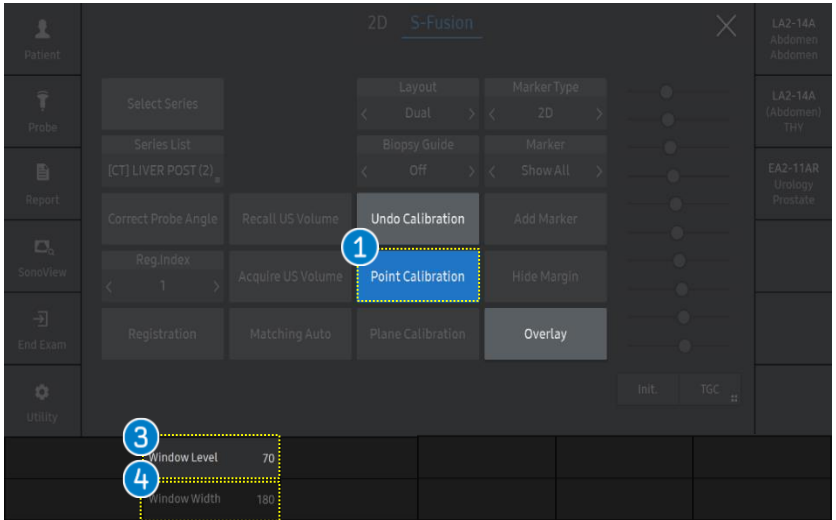 2D S-Fusion
Patient
Probe
Report
SonoView
End Exam
Utility
Select Series
Layout
< Dual >
Marker Type
< 2D >
Series List
[CT] LIVER POST (2)
Biopsy Guide
< Off >
Marker
< Show All >
Correct Probe Angle
Recall US Volume
Undo Calibration
Add Marker
Reg.Index
< 1 >
Acquire US Volume
1
Point Calibration
Hide Margin
Registration
Matching Auto
Plane Calibration
Overlay
Init.
TGC
LA2-14A
Abdomen
Abdomen
LA2-14A
(Abdomen)
THY
EA2-11AR
Urology
Prostate
3
Window Level 70
4
Window Width 180